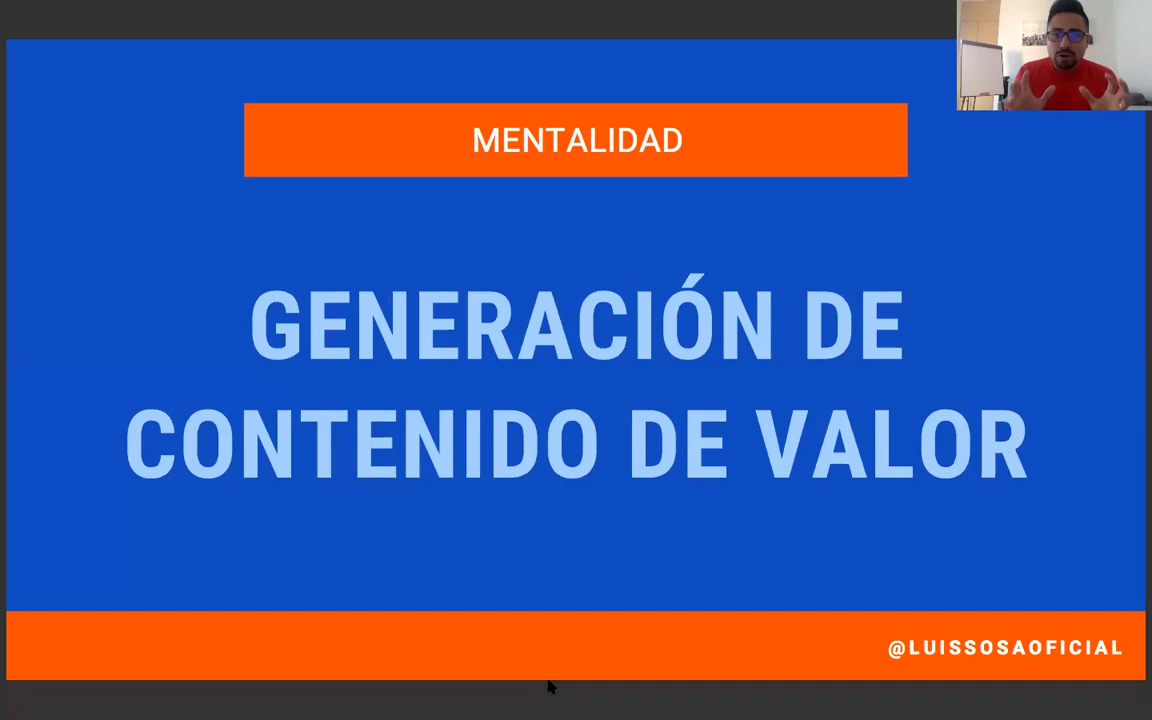 MENTALIDAD
GENERACIÓN DE
CONTENIDO DE VALOR
@LUISSOSAOFICIAL